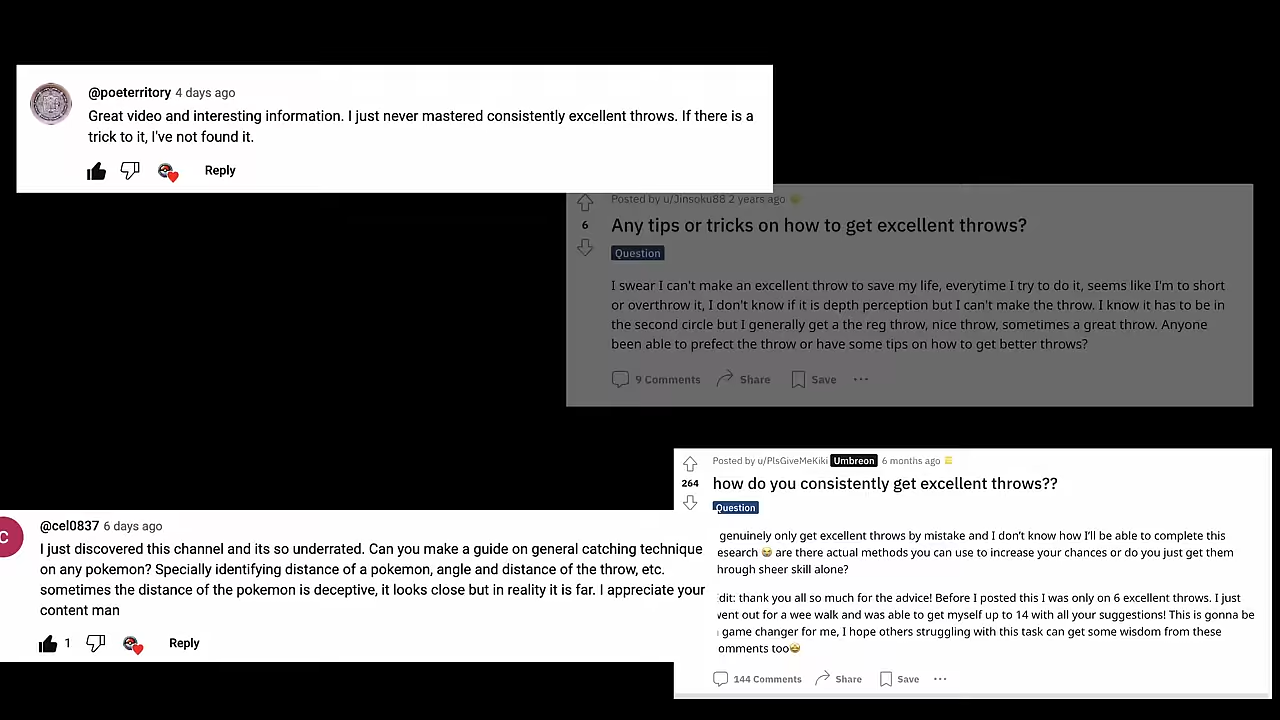 @poeterritory 4 days ago
Great video and interesting information. I just never mastered consistently excellent throws. If there is a
trick to it, I've not found it.
Reply
Posted by u/Jinsoku88 2 years ago
6
Any tips or tricks on how to get excellent throws?
Question
I swear I can't make an excellent throw to save my life, everytime I try to do it, seems like I'm to short
or overthrow it, I don't know if it is depth perception but I can't make the throw. I know it has to be in
the second circle but I generally get a the reg throw, nice throw, sometimes a great throw. Anyone
been able to prefect the throw or have some tips on how to get better throws?
9 Comments Share Save
Posted by u/PlsGiveMeKiki Umbreon 6 months ago
264
how do you consistently get excellent throws??
Question
genuinely only get excellent throws by mistake and I don't know how I'll be able to complete this
esearch 😂 are there actual methods you can use to increase your chances or do you just get them
hrough sheer skill alone?
dit: thank you all so much for the advice! Before I posted this I was only on 6 excellent throws. I just
went out for a wee walk and was able to get myself up to 14 with all your suggestions! This is gonna be
game changer for me, I hope others struggling with this task can get some wisdom from these
omments too😄
144 Comments Share Save
C
@cel0837 6 days ago
I just discovered this channel and its so underrated. Can you make a guide on general catching technique
on any pokemon? Specially identifying distance of a pokemon, angle and distance of the throw, etc.
sometimes the distance of the pokemon is deceptive, it looks close but in reality it is far. I appreciate your
content man
1 Reply